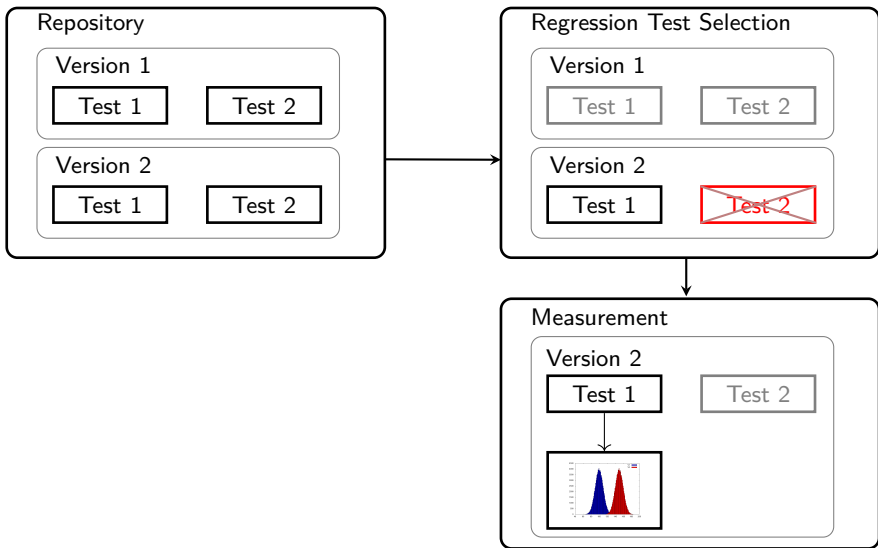 Repository
Version 1
Test 1 Test 2
Version 2
Test 1 Test 2
Regression Test Selection
Version 1
Test 1 Test 2
Version 2
Test 1 Test 2
Measurement
Version 2
Test 1 Test 2